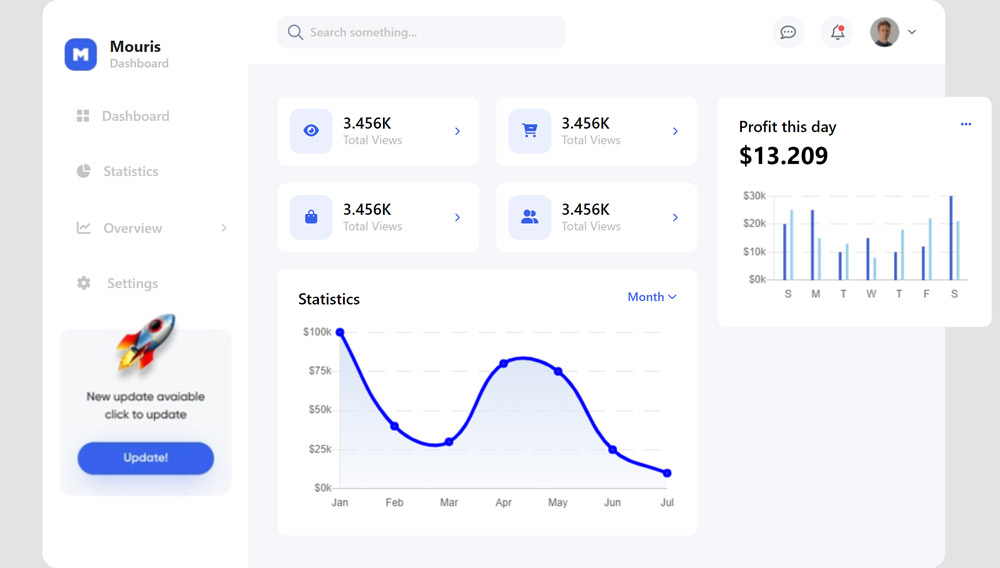 Mouris
Dashboard
Search something...
Dashboard
Statistics
Overview
Settings
New update avaiable
click to update
Update!
3.456K
Total Views
3.456K
Total Views
3.456K
Total Views
3.456K
Total Views
Statistics
Month
$100k
$75k
$50k
$25k
$0k
Jan Feb Mar Apr May Jun Jul
Profit this day
$13.209
$30k
$20k
$10k
$0k
S M T W T F S